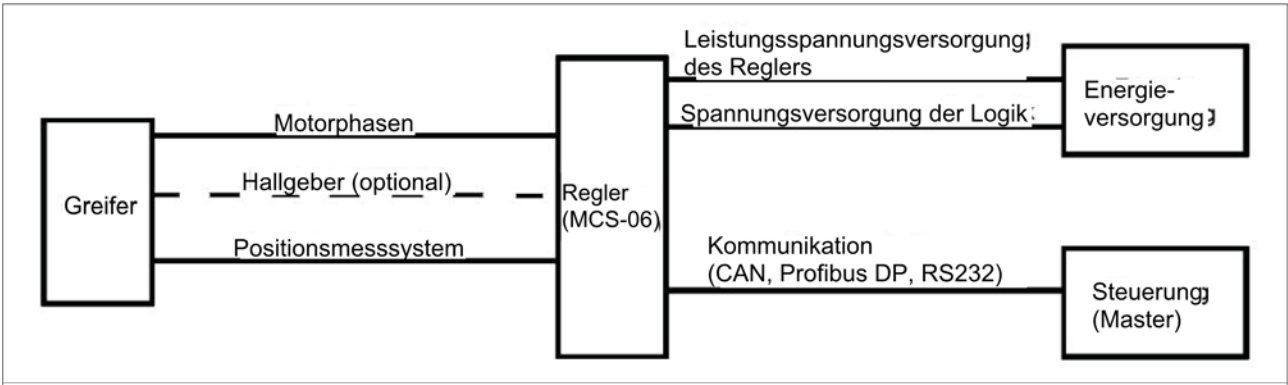 Leistungsspannungsversorgung
des Reglers
Energie-
versorgung
Spannungsversorgung der Logik
Motorphasen
Hallgeber (optional)
Greifer
Regler
(MCS-06)
Positionsmesssystem
Kommunikation
(CAN, Profibus DP, RS232)
Steuerung
(Master)